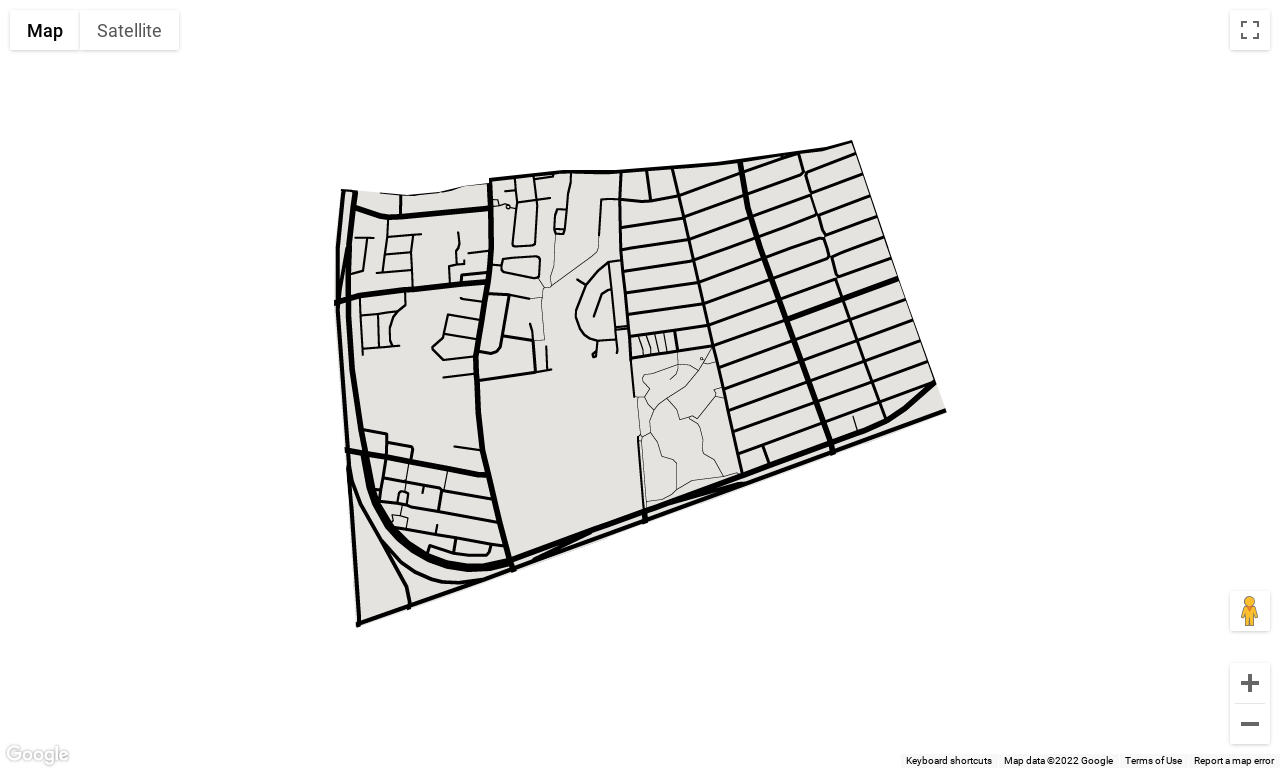 Map Satellite
Google
Keyboard shortcuts Map data ©2022 Google Terms of Use Report a map error